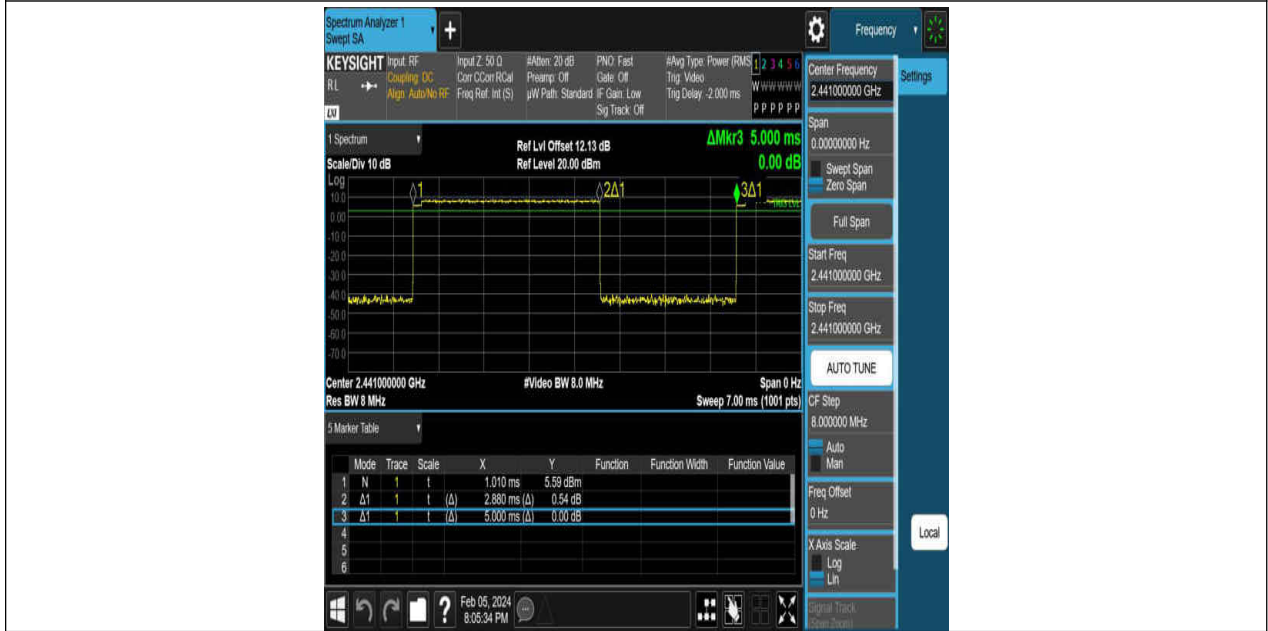 Spectrum Analyzer 1
Swept SA
Frequency
KEYSIGHT
RL
LXI
Input: RF
Coupling: DC
Align: Auto/No RF
Input Z: 50 Ω
Corr CCorr RCal
Freq Ref: Int (S)
#Atten: 20 dB
Preamp: Off
µW Path: Standard
PNO: Fast
Gate: Off
IF Gain: Low
Sig Track: Off
#Avg Type: Power (RMS
Trig: Video
Trig Delay: -2.000 ms
1 2 3 4 5 6
W W W W W W
P P P P P P
1 Spectrum
Scale/Div 10 dB
Log
Ref Lvl Offset 12.13 dB
Ref Level 20.00 dBm
ΔMkr3 5.000 ms
0.00 dB
1
2Δ1
3Δ1
TRIG LVL
10.0
0.00
-10.0
-20.0
-30.0
-40.0
-50.0
-60.0
-70.0
Center 2.441000000 GHz
Res BW 8 MHz
#Video BW 8.0 MHz
Span 0 Hz
Sweep 7.00 ms (1001 pts)
5 Marker Table
Mode Trace Scale X Y Function Function Width Function Value
1 N 1 t 1.010 ms 5.59 dBm
2 Δ1 1 t (Δ) 2.880 ms (Δ) 0.54 dB
3 Δ1 1 t (Δ) 5.000 ms (Δ) 0.00 dB
4
5
6
Feb 05, 2024
8:05:34 PM
Center Frequency
2.441000000 GHz
Span
0.00000000 Hz
Swept Span
Zero Span
Full Span
Start Freq
2.441000000 GHz
Stop Freq
2.441000000 GHz
AUTO TUNE
CF Step
8.000000 MHz
Auto
Man
Freq Offset
0 Hz
X Axis Scale
Log
Lin
Signal Track
(Span Zoom)
Settings
Local